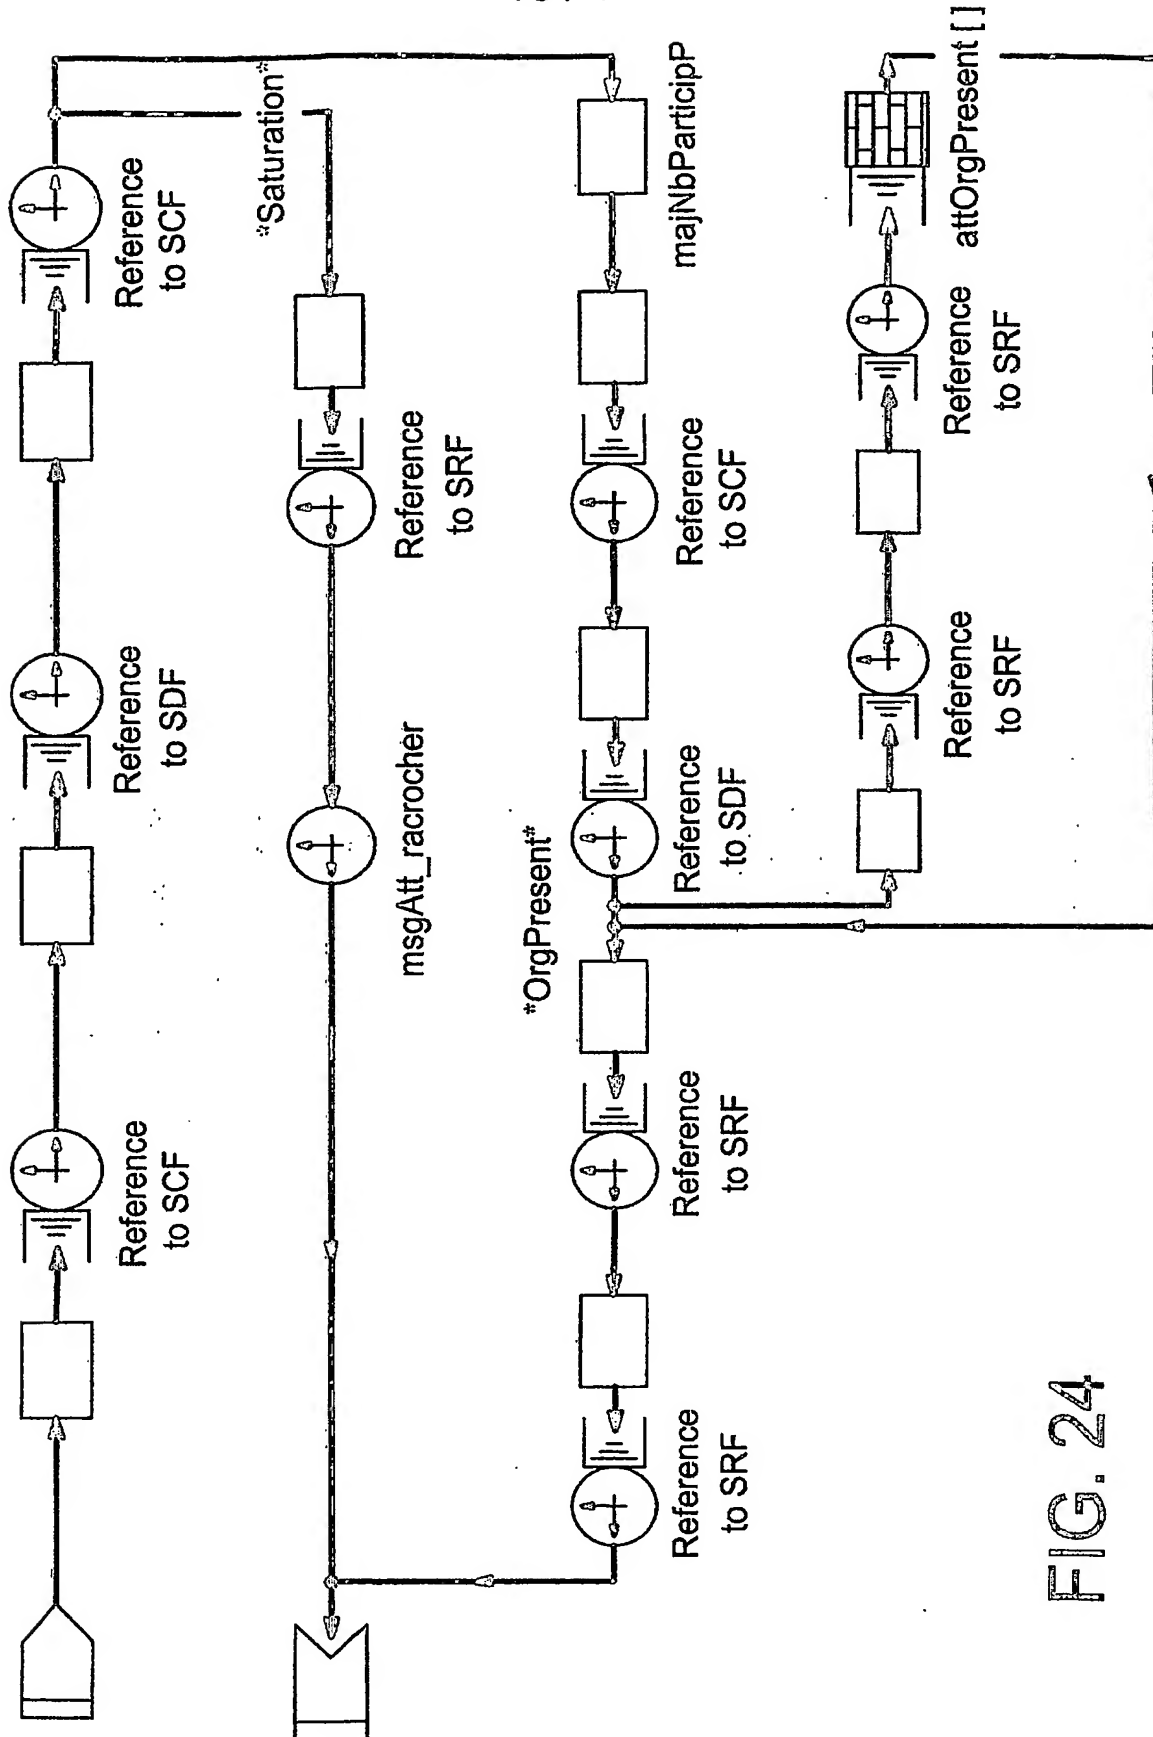 Reference
to SCF
Reference
to SDF
Reference
to SCF
*Saturation*
Reference
to SRF
msgAtt_racrocher
majNbParticipP
Reference
to SCF
Reference
to SDF
*OrgPresent*
Reference
to SRF
Reference
to SRF
attOrgPresent [ ]
Reference
to SRF
Reference
to SRF
FIG. 24